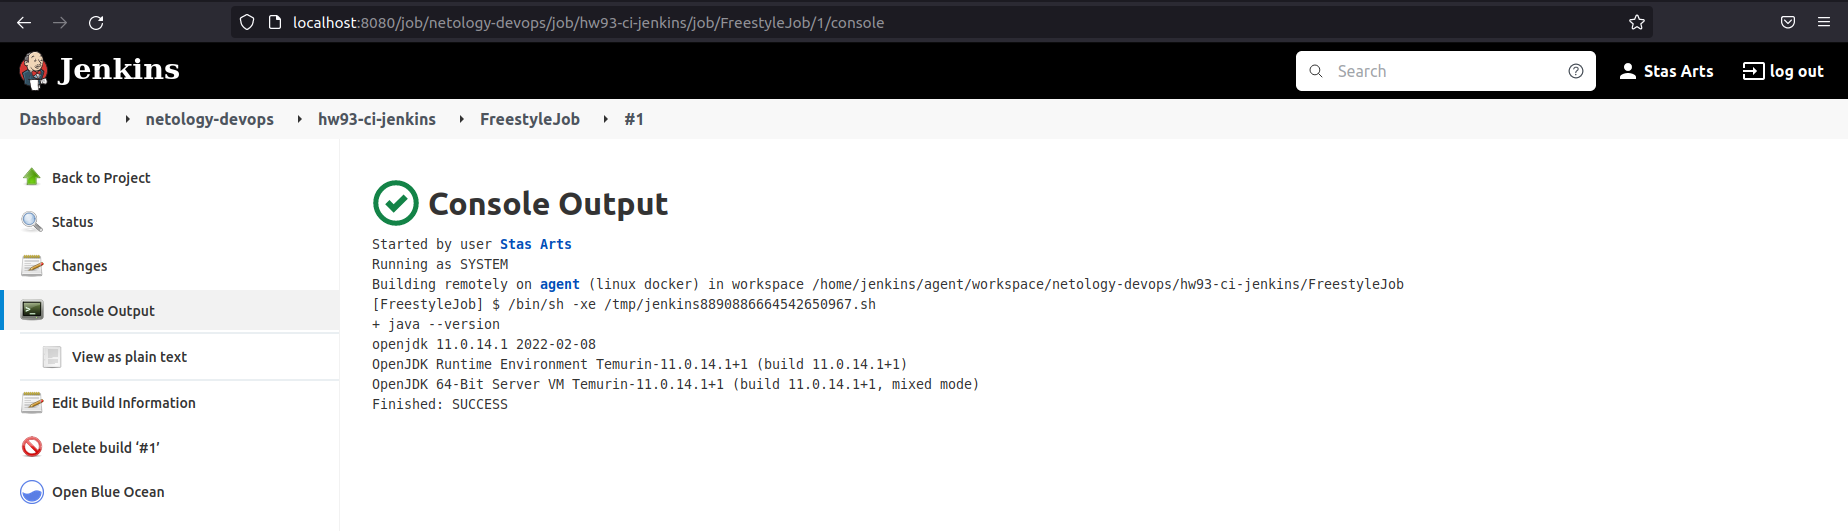 localhost:8080/job/netology-devops/job/hw93-ci-jenkins/job/FreestyleJob/1/console
Jenkins
Search
Stas Arts
log out
Dashboard
netology-devops
hw93-ci-jenkins
FreestyleJob
#1
Back to Project
Status
Changes
Console Output
View as plain text
Edit Build Information
Delete build ‘#1’
Open Blue Ocean
Console Output
Started by user Stas Arts
Running as SYSTEM
Building remotely on agent (linux docker) in workspace /home/jenkins/agent/workspace/netology-devops/hw93-ci-jenkins/FreestyleJob
[FreestyleJob] $ /bin/sh -xe /tmp/jenkins8890886664542650967.sh
+ java --version
openjdk 11.0.14.1 2022-02-08
OpenJDK Runtime Environment Temurin-11.0.14.1+1 (build 11.0.14.1+1)
OpenJDK 64-Bit Server VM Temurin-11.0.14.1+1 (build 11.0.14.1+1, mixed mode)
Finished: SUCCESS